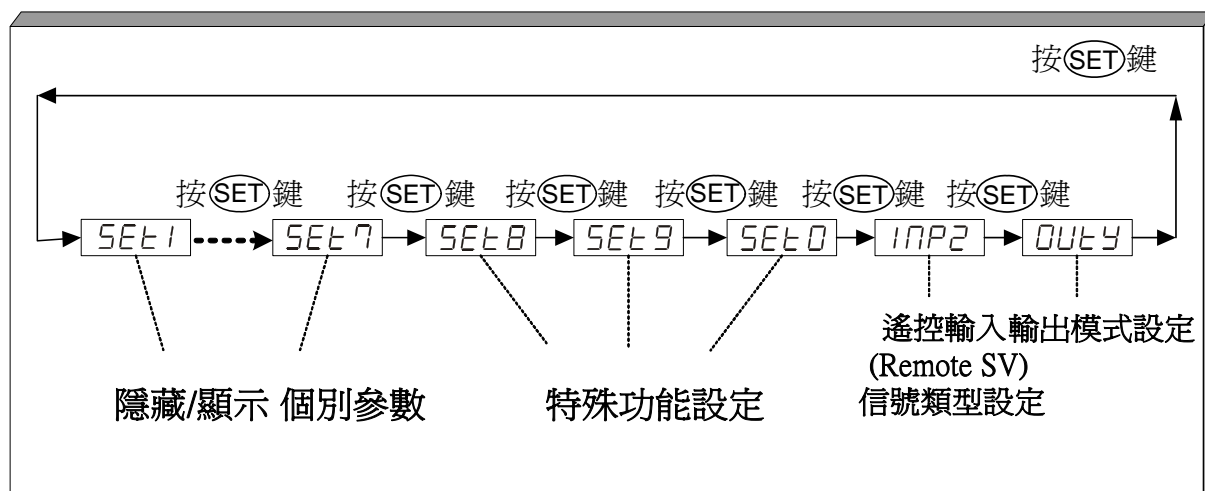 按SET鍵
按SET鍵 按SET鍵 按SET鍵 按SET鍵 按SET鍵 按SET鍵
SEt1 SEt7 SEt8 SEt9 SEt0 INP2 OUtY
遙控輸入 輸出模式設定
(Remote SV)
隱藏/顯示 個別參數 特殊功能設定 信號類型設定